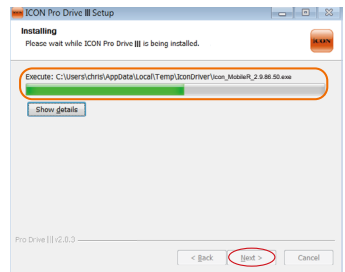 ICON Pro Drive III Setup
Installing
Please wait while ICON Pro Drive III is being installed.
ICON
Execute: C:\Users\chris\AppData\Local\Temp\IconDriver\Icon_MobileR_2.9.86.50.exe
Show details
Pro Drive III v2.0.3
< Back
Next >
Cancel